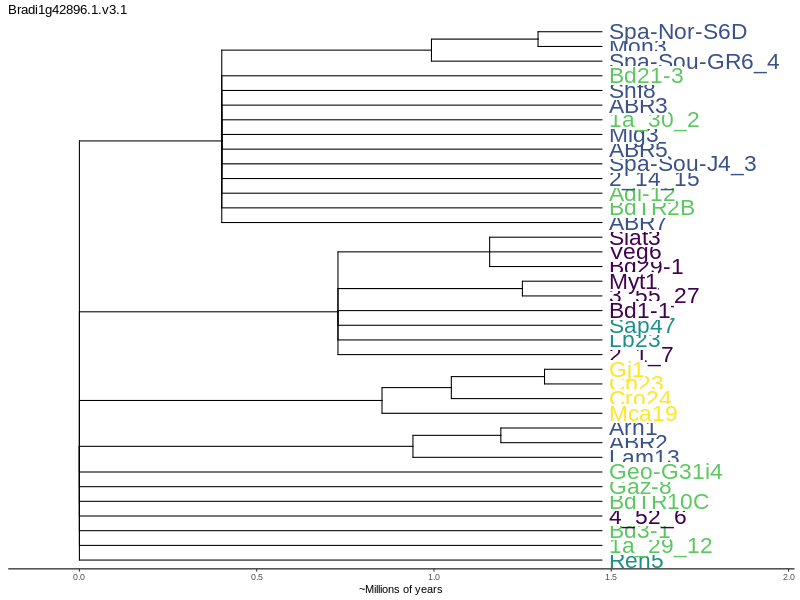 Bradi1g42896.1.v3.1
Spa-Nor-S6D
Mon3
Spa-Sou-GR6_4
Bd21-3
Snf8
ABR3
1a_30_2
Mig3
ABR5
Spa-Sou-J4_3
2_14_15
Adi-12
BdTR2B
ABR7
Slat3
Veg6
Bd29-1
Myt1
3_55_27
Bd1-1
Sap47
Lb23
2_1_7
Gj1
Cb23
Cro24
Mca19
Arn1
ABR2
Lam13
Geo-G31i4
Gaz-8
BdTR10C
4_52_6
Bd3-1
1a_29_12
Ren5
0.0 0.5 1.0 1.5 2.0
~Millions of years